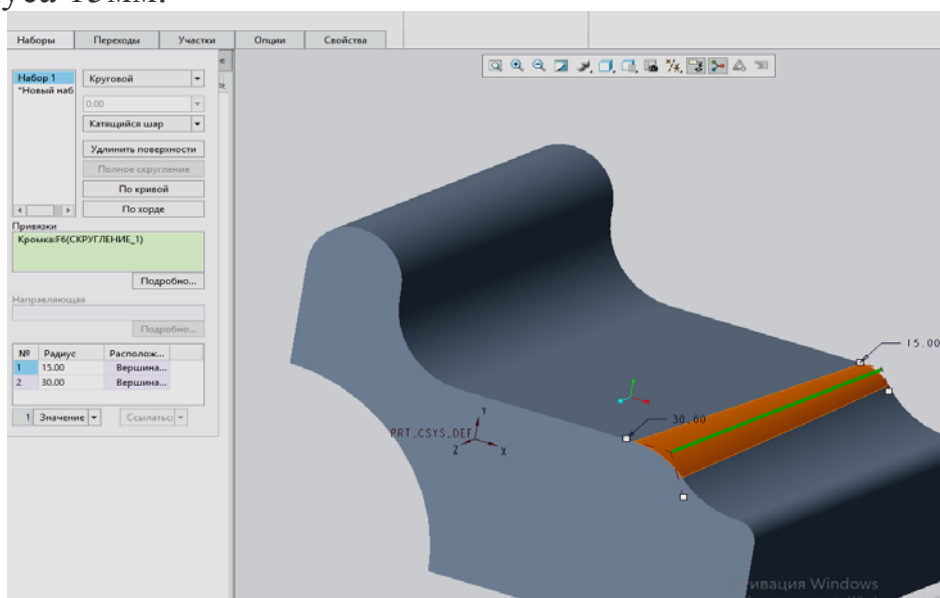 уса 15мм.
Наборы Переходы Участки Опции Свойства
Набор 1
*Новый наб
Круговой
0.00
Катящийся шар
Удлинить поверхности
Полное скругление
По кривой
По хорде
Привязки
Кромка:F6(СКРУГЛЕНИЕ_1)
Подробно...
Направляющая
Подробно...
№ Радиус Располож...
1 15.00 Вершина...
2 30.00 Вершина...
1 Значение
15.00
30.00
PRT_CSYS_DEF
Y
Z
X
ивация Windows